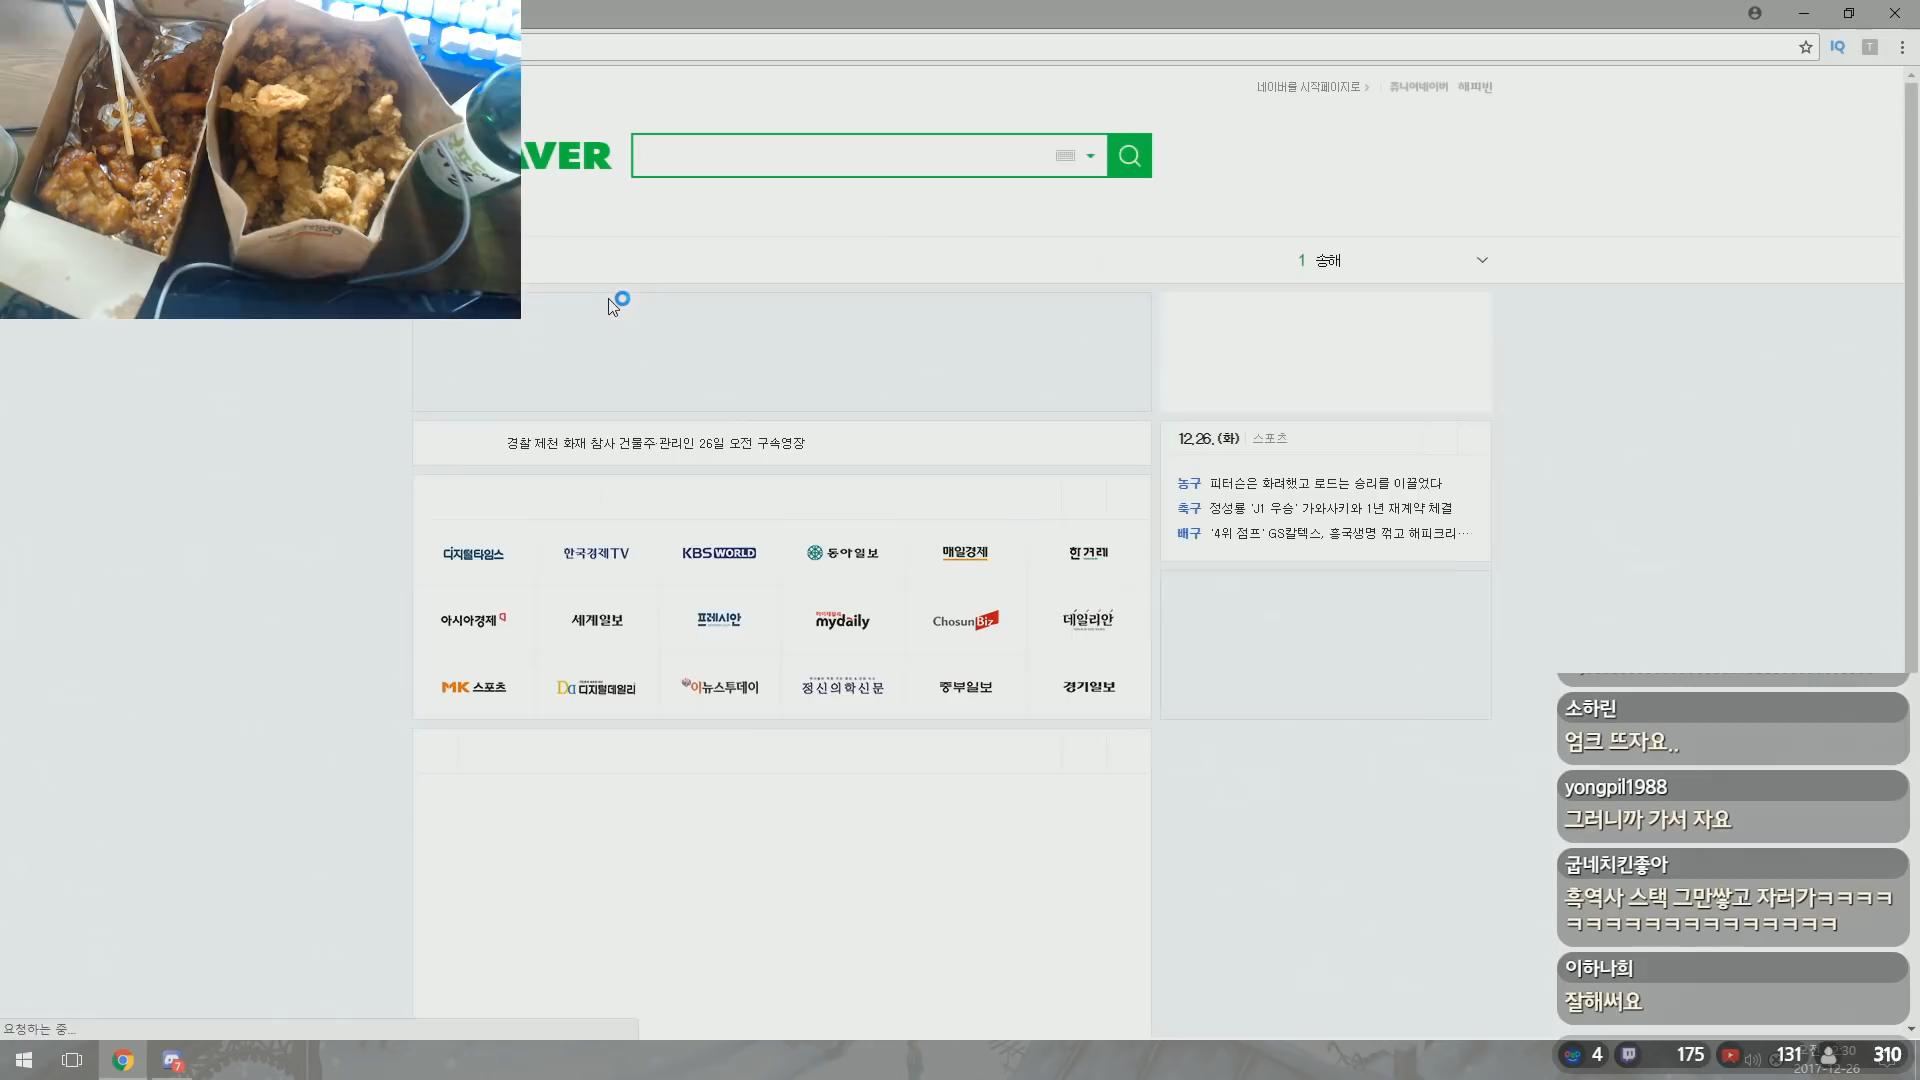 네이버를 시작페이지로
쥬니어네이버
해피빈
AVER
1 송해
경찰 제천 화재 참사 건물주·관리인 26일 오전 구속영장
12.26. (화)
스포츠
농구 피터슨은 화려했고 로드는 승리를 이끌었다
축구 정성룡 'J1 우승' 가와사키와 1년 재계약 체결
배구 '4위 점프' GS칼텍스, 흥국생명 꺾고 해피크리…
디지털타임스
한국경제TV
KBS WORLD
동아일보
매일경제
한겨레
아시아경제
세계일보
프레시안
mydaily
ChosunBiz
데일리안
MK 스포츠
디지털데일리
이뉴스투데이
정신의학신문
중부일보
경기일보
소하린
엄크 뜨자요..
yongpil1988
그러니까 가서 자요
굽네치킨좋아
흑역사 스택 그만쌓고 자러가ㅋㅋㅋㅋ
ㅋㅋㅋㅋㅋㅋㅋㅋㅋㅋㅋㅋㅋㅋ
이하나희
잘해써요
요청하는 중...
7
4
175
131
310
2017-12-26
IQ
T